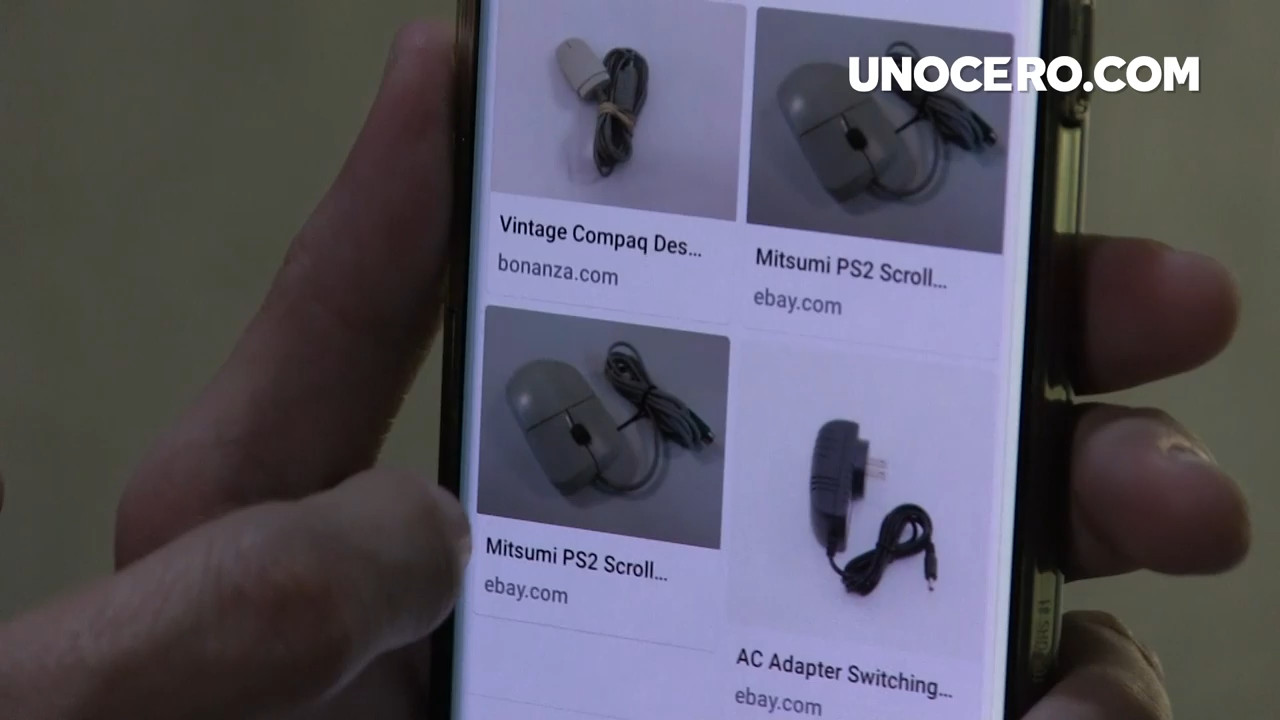 UNOCERO.COM
Vintage Compaq Des...
bonanza.com
Mitsumi PS2 Scroll...
ebay.com
Mitsumi PS2 Scroll...
ebay.com
AC Adapter Switching...
ebay.com